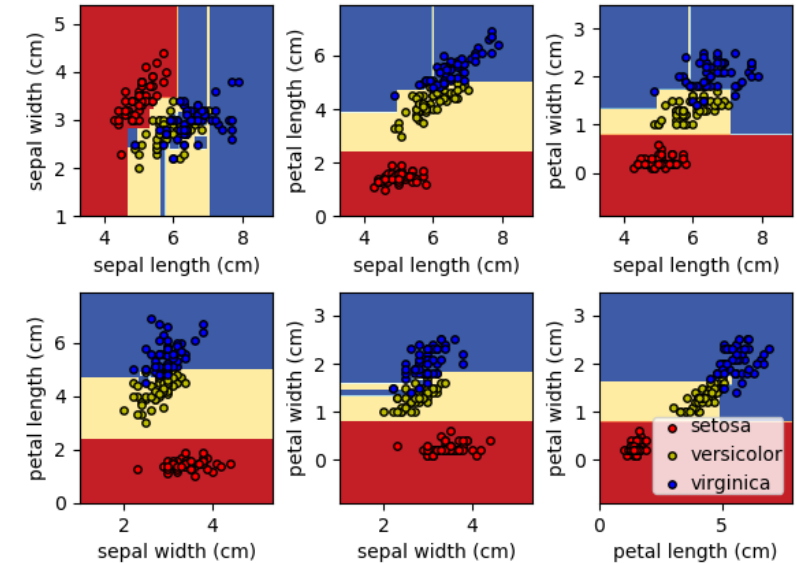 5
4
3
2
1
sepal width (cm)
4 6 8
sepal length (cm)
6
4
2
0
petal length (cm)
4 6 8
sepal length (cm)
3
2
1
0
petal width (cm)
4 6 8
sepal length (cm)
6
4
2
0
petal length (cm)
2 4
sepal width (cm)
3
2
1
0
petal width (cm)
2 4
sepal width (cm)
3
2
1
0
petal width (cm)
0 5
petal length (cm)
setosa
versicolor
virginica